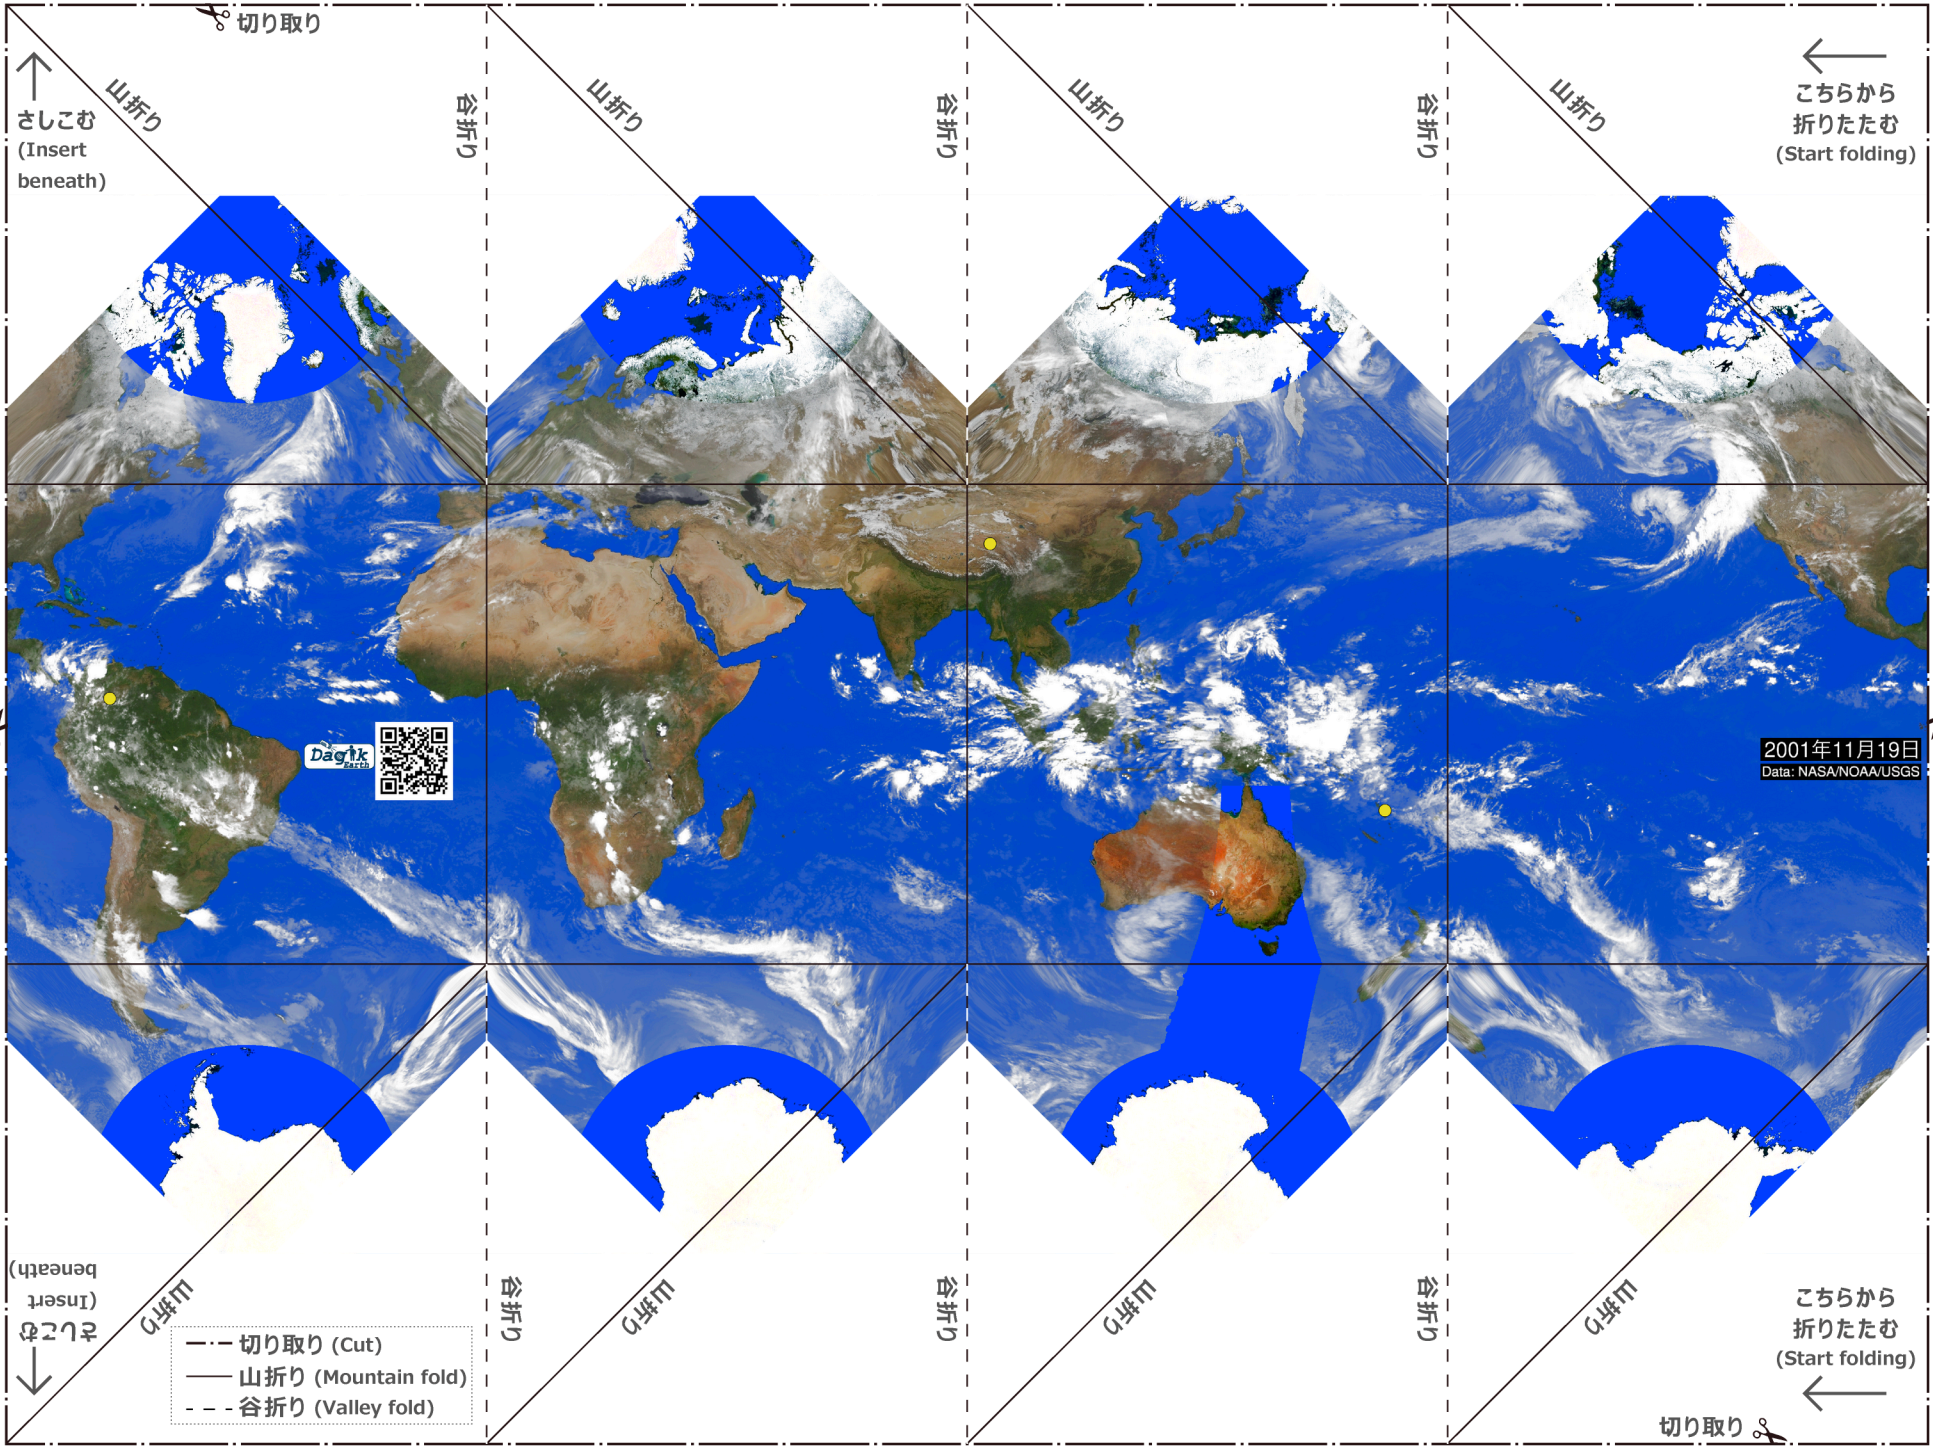 切り取り
さしこむ
(Insert
beneath)
山折り
谷折り
山折り
谷折り
山折り
谷折り
山折り
こちらから
折りたたむ
(Start folding)
Dagik
Earth
2001年11月19日
Data: NASA/NOAA/USGS
さしこむ
(Insert
beneath)
山折り
谷折り
山折り
谷折り
山折り
谷折り
山折り
こちらから
折りたたむ
(Start folding)
切り取り (Cut)
山折り (Mountain fold)
谷折り (Valley fold)
切り取り